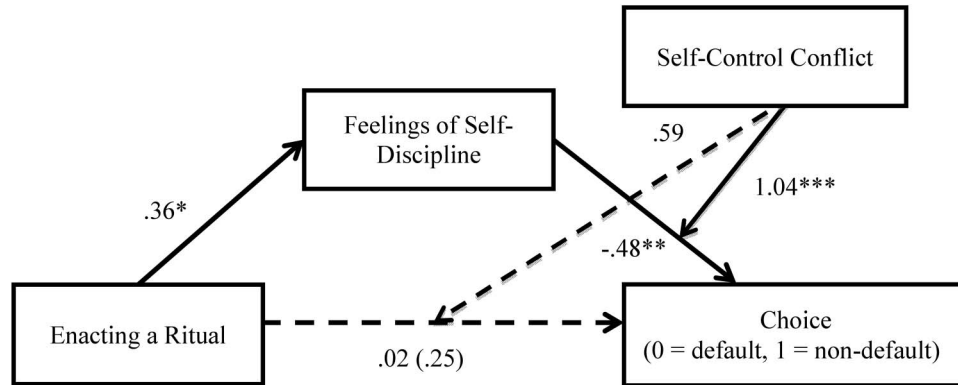 Self-Control Conflict
Feelings of Self-
Discipline
.59
1.04***
.36*
-.48**
Enacting a Ritual
Choice
(0 = default, 1 = non-default)
.02 (.25)